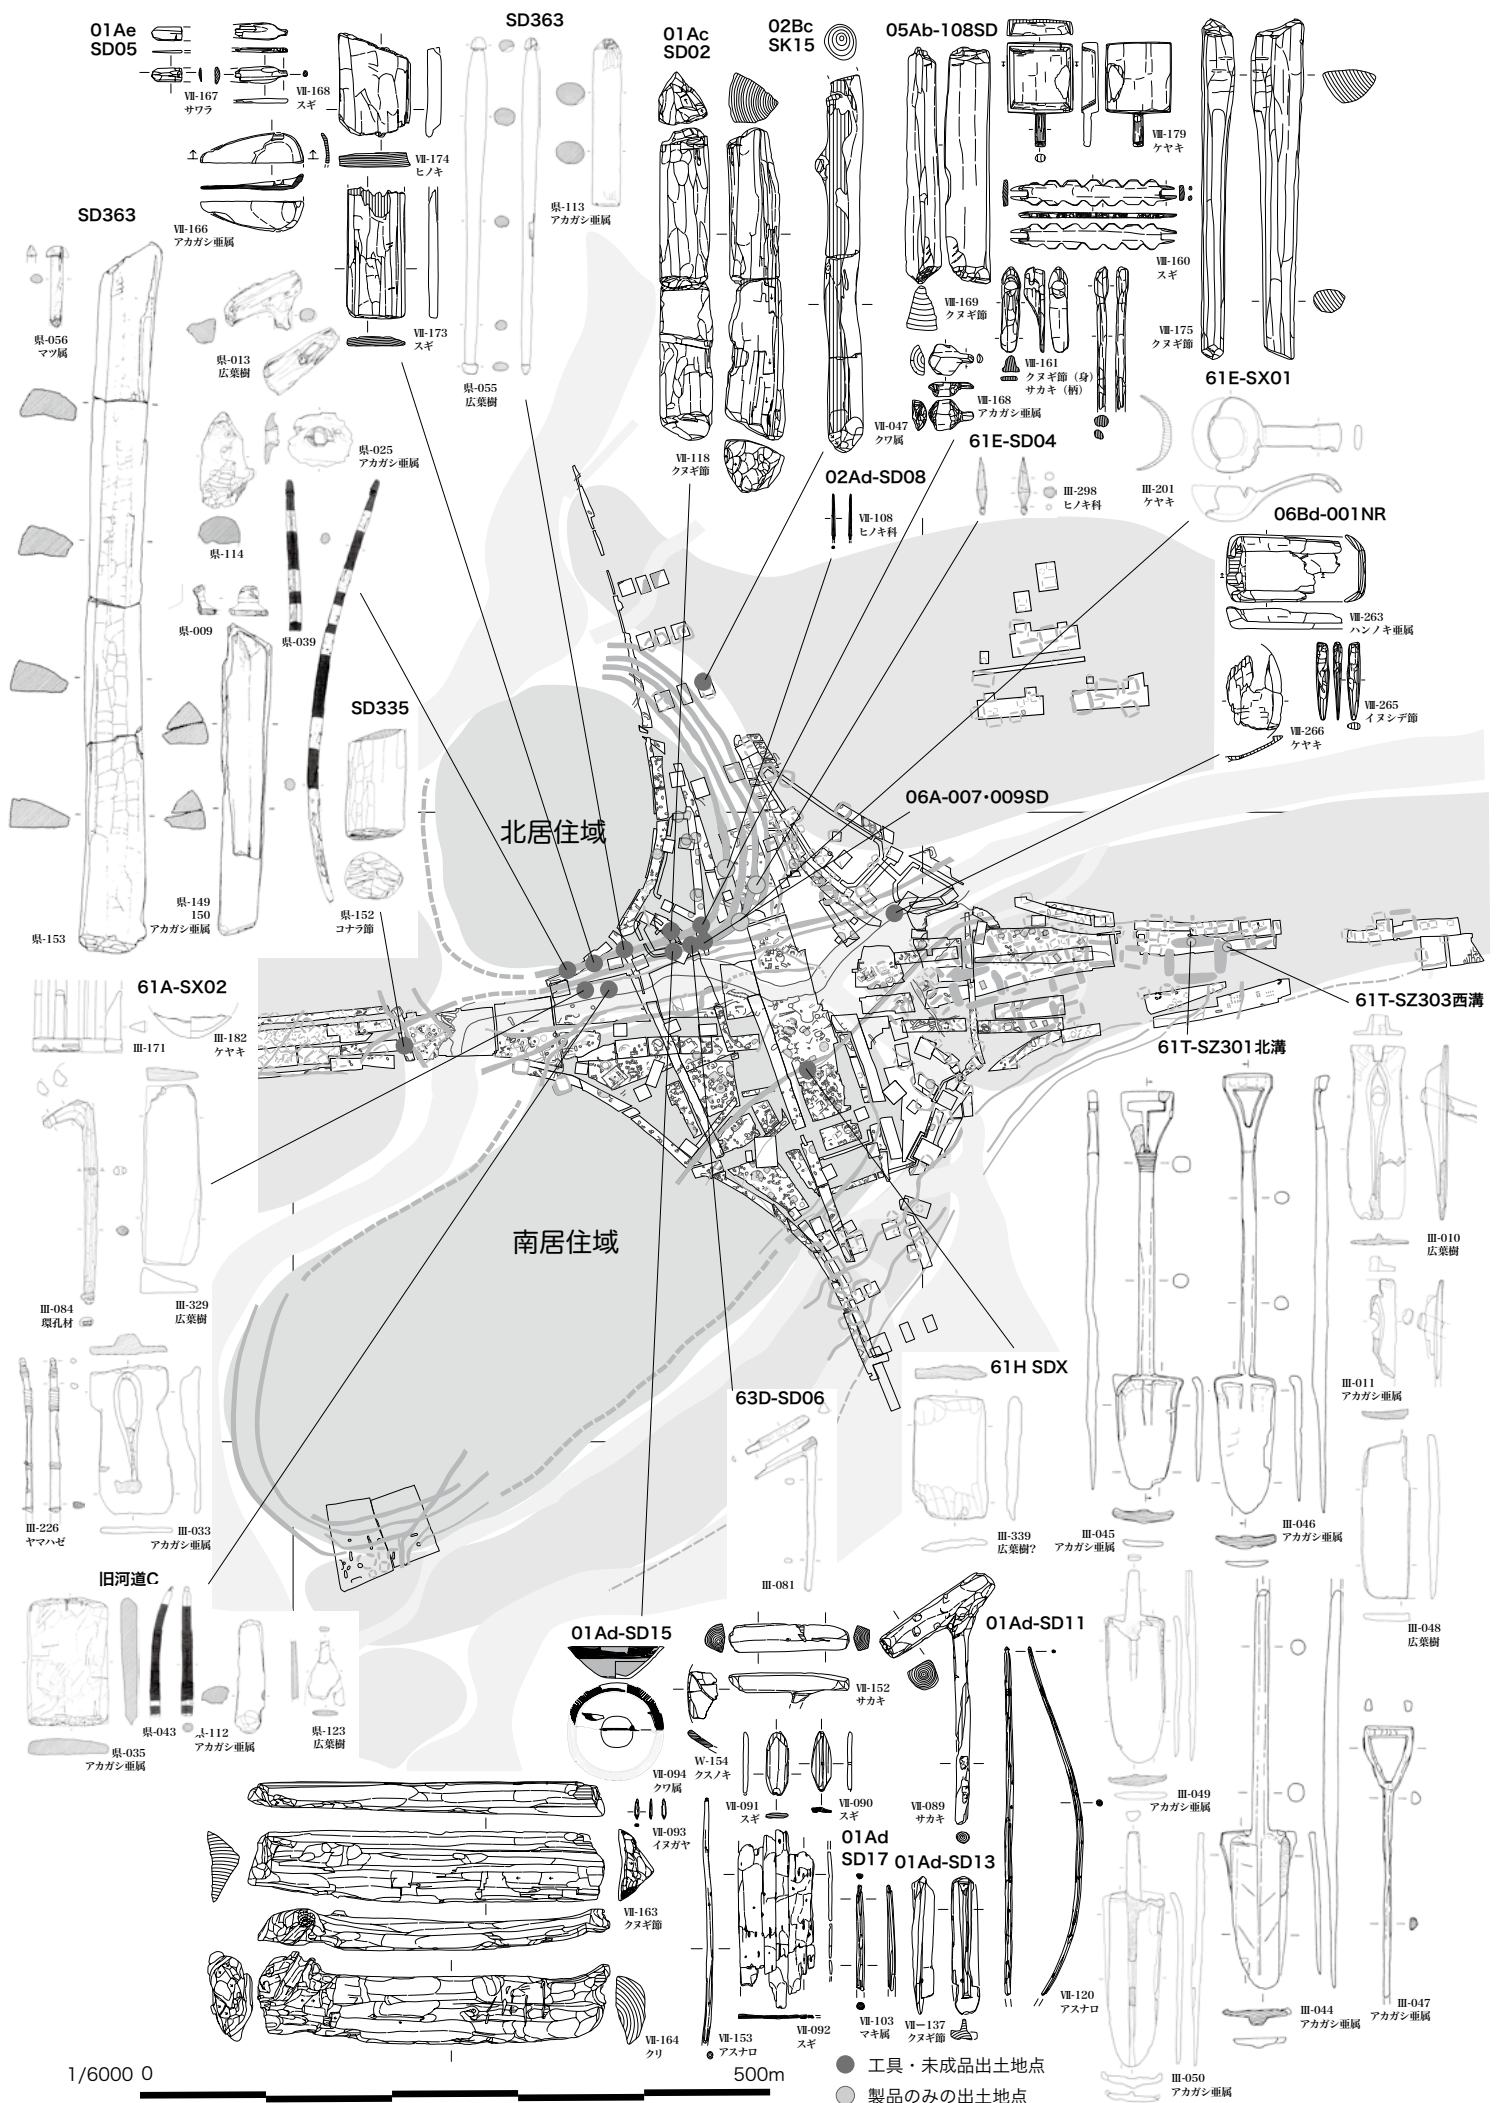 01Ae
SD05
Ⅶ-167
サワラ
Ⅶ-168
スギ
Ⅶ-174
ヒノキ
Ⅶ-166
アカガシ亜属
Ⅶ-173
スギ
SD363
県-113
アカガシ亜属
県-055
広葉樹
01Ac
SD02
Ⅶ-118
クヌギ節
02Bc
SK15
Ⅶ-047
クワ属
05Ab-108SD
Ⅷ-179
ケヤキ
Ⅷ-160
スギ
Ⅷ-169
クヌギ節
Ⅷ-161
クヌギ節（身）
サカキ（柄）
Ⅷ-168
アカガシ亜属
Ⅷ-175
クヌギ節
61E-SX01
Ⅲ-201
ケヤキ
61E-SD04
Ⅲ-298
ヒノキ科
02Ad-SD08
Ⅶ-108
ヒノキ科
06Bd-001NR
Ⅷ-263
ハンノキ亜属
Ⅷ-265
イヌシデ節
Ⅷ-266
ケヤキ
SD363
県-056
マツ属
県-013
広葉樹
県-025
アカガシ亜属
県-114
県-009
県-039
県-149
150
アカガシ亜属
県-153
SD335
県-152
コナラ節
北居住域
06A-007・009SD
61A-SX02
Ⅲ-171
Ⅲ-182
ケヤキ
Ⅲ-084
環孔材
Ⅲ-329
広葉樹
Ⅲ-226
ヤマハゼ
Ⅲ-033
アカガシ亜属
南居住域
61T-SZ303西溝
61T-SZ301北溝
Ⅲ-010
広葉樹
Ⅲ-011
アカガシ亜属
Ⅲ-045
アカガシ亜属
Ⅲ-046
アカガシ亜属
Ⅲ-048
広葉樹
Ⅲ-049
アカガシ亜属
Ⅲ-044
アカガシ亜属
Ⅲ-047
アカガシ亜属
Ⅲ-050
アカガシ亜属
61H SDX
Ⅲ-339
広葉樹?
63D-SD06
Ⅲ-081
旧河道C
県-035
アカガシ亜属
県-043
県-112
アカガシ亜属
県-123
広葉樹
01Ad-SD15
Ⅶ-094
クワ属
Ⅶ-093
イヌガヤ
Ⅶ-163
クヌギ節
Ⅶ-164
クリ
Ⅶ-153
アスナロ
Ⅶ-152
サカキ
W-154
クスノキ
Ⅶ-091
スギ
Ⅶ-090
スギ
Ⅶ-092
スギ
01Ad-SD11
Ⅶ-089
サカキ
Ⅶ-120
アスナロ
01Ad
SD17
Ⅶ-103
マキ属
01Ad-SD13
Ⅶー137
クヌギ節
1/6000 0
500m
工具・未成品出土地点
製品のみの出土地点